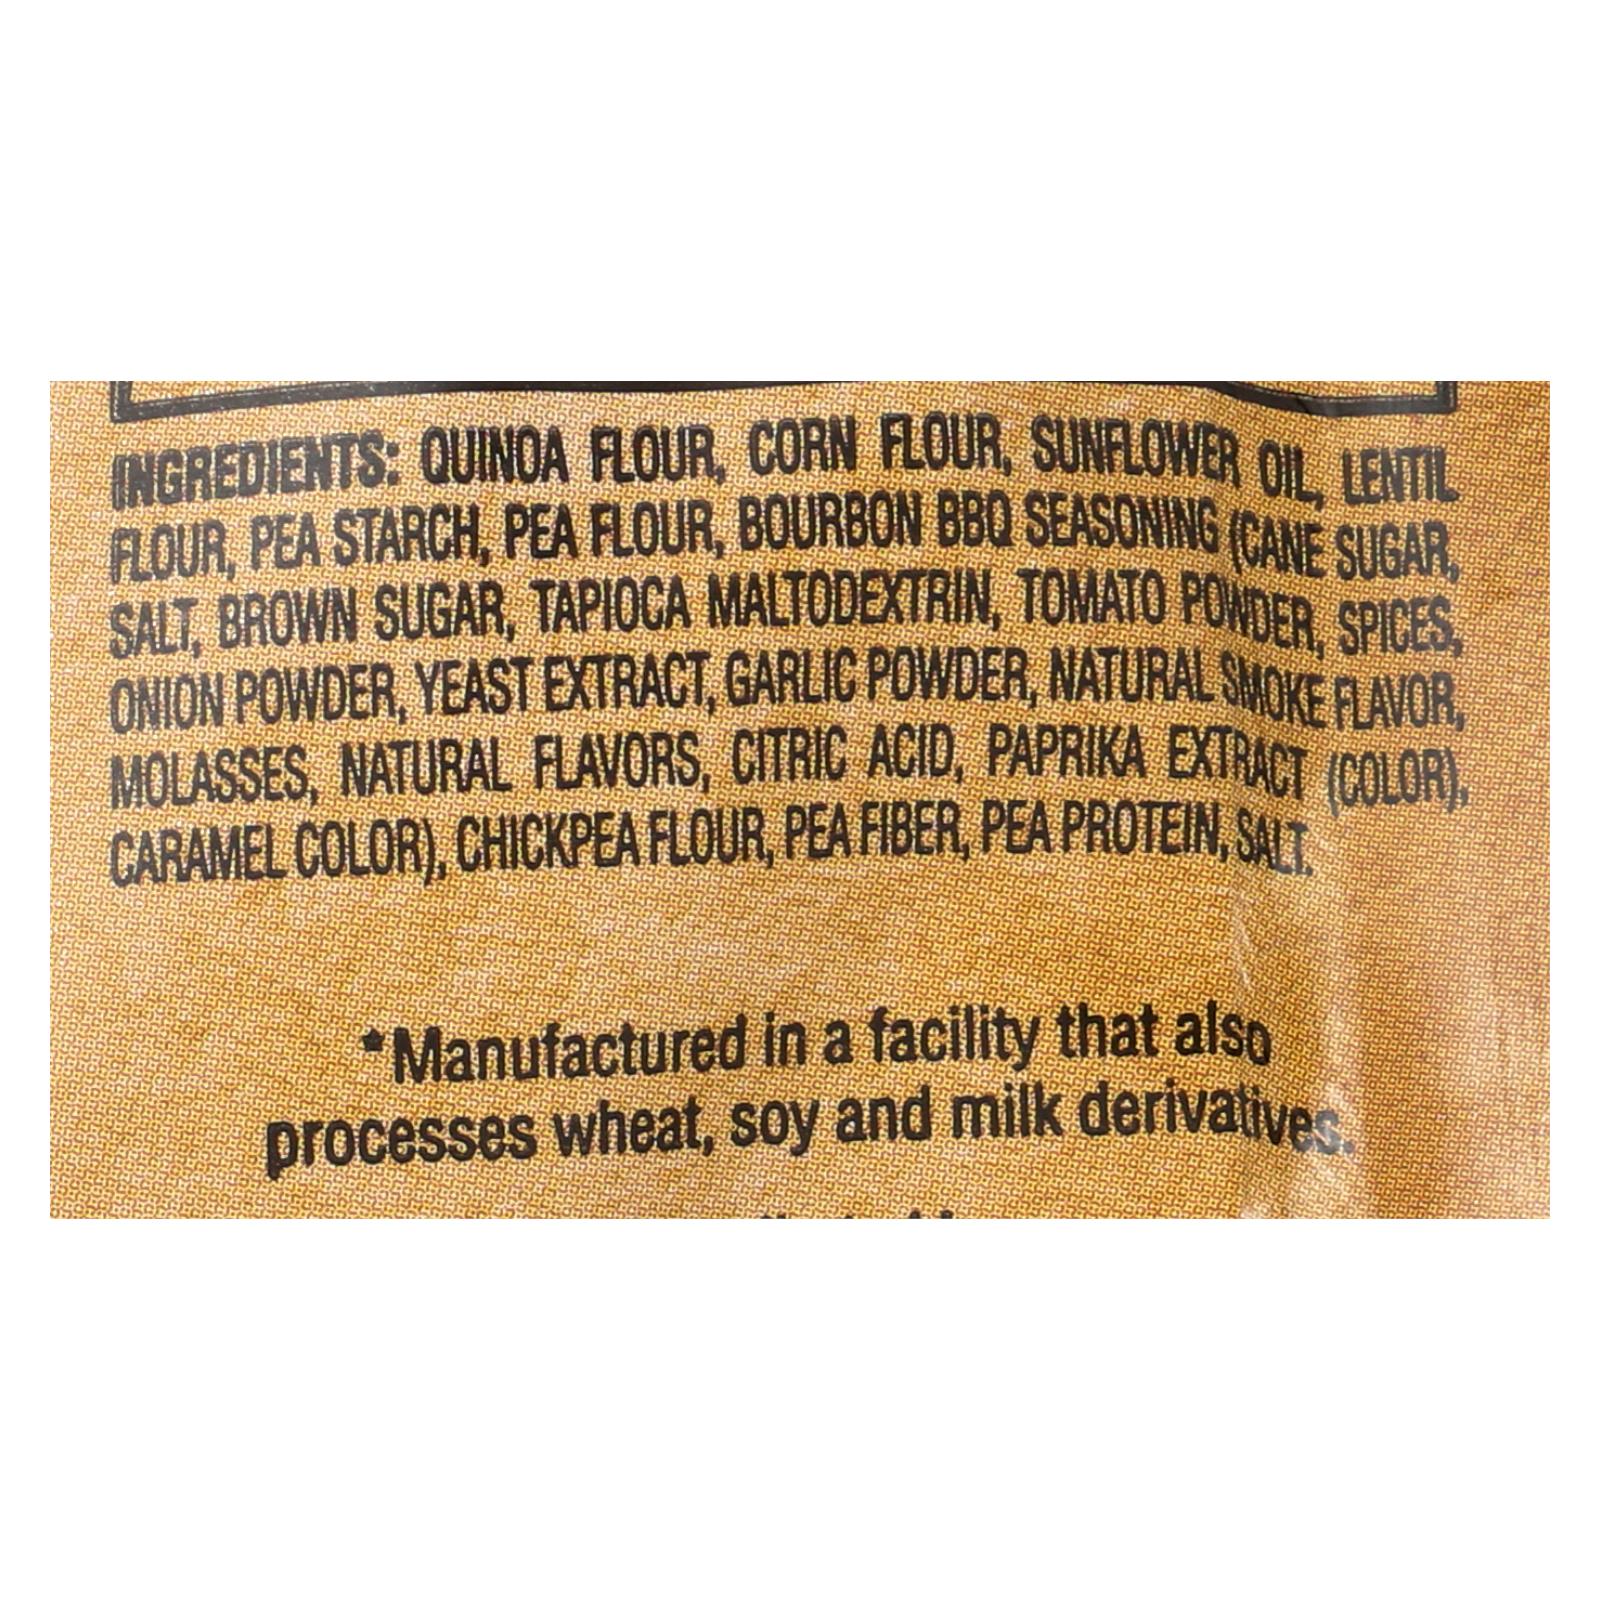 INGREDIENTS: QUINOA FLOUR, CORN FLOUR, SUNFLOWER OIL, LENTIL
FLOUR, PEA STARCH, PEA FLOUR, BOURBON BBQ SEASONING (CANE SUGAR,
SALT, BROWN SUGAR, TAPIOCA MALTODEXTRIN, TOMATO POWDER, SPICES,
ONION POWDER, YEAST EXTRACT, GARLIC POWDER, NATURAL SMOKE FLAVOR,
MOLASSES, NATURAL FLAVORS, CITRIC ACID, PAPRIKA EXTRACT (COLOR),
CARAMEL COLOR), CHICKPEA FLOUR, PEA FIBER, PEA PROTEIN, SALT.
*Manufactured in a facility that also
processes wheat, soy and milk derivatives.